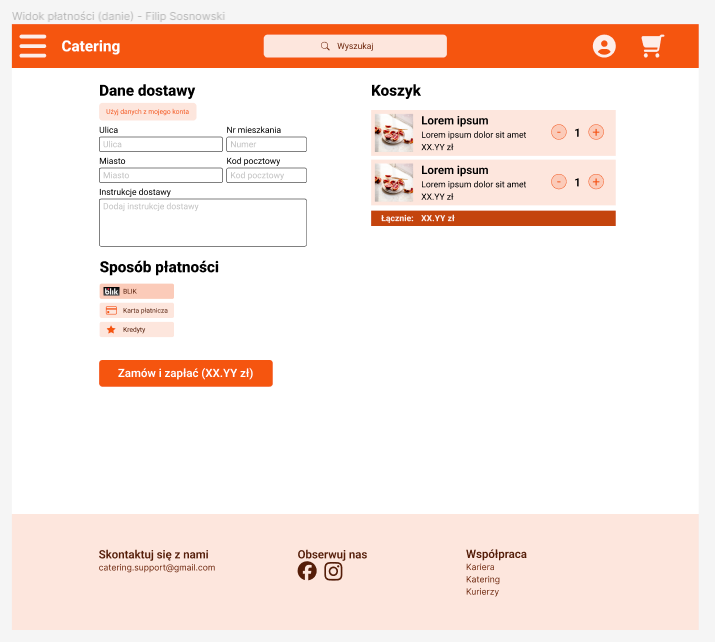 Widok płatności (danie) - Filip Sosnowski
Catering
Wyszukaj
Dane dostawy
Użyj danych z mojego konta
Ulica
Nr mieszkania
Ulica
Numer
Miasto
Kod pocztowy
Miasto
Kod pocztowy
Instrukcje dostawy
Dodaj instrukcje dostawy
Sposób płatności
blik BLIK
Karta płatnicza
Kredyty
Zamów i zapłać (XX.YY zł)
Koszyk
Lorem ipsum
Lorem ipsum dolor sit amet
XX.YY zł
- 1 +
Lorem ipsum
Lorem ipsum dolor sit amet
XX.YY zł
- 1 +
Łącznie: XX.YY zł
Skontaktuj się z nami
catering.support@gmail.com
Obserwuj nas
Współpraca
Kariera
Katering
Kurierzy